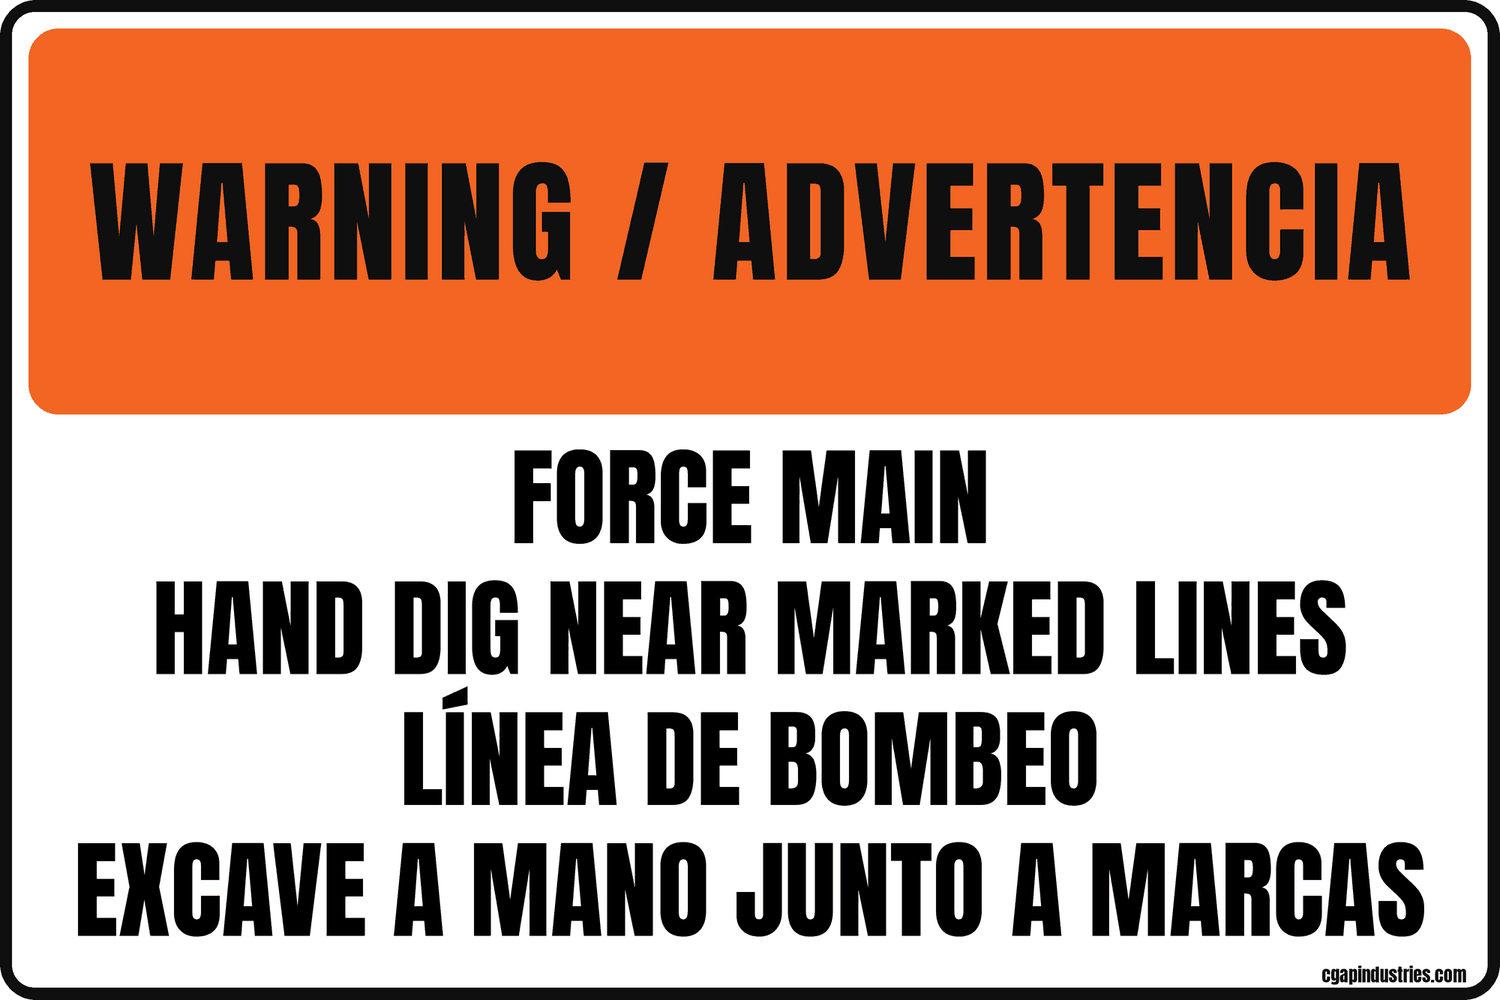 WARNING / ADVERTENCIA
FORCE MAIN
HAND DIG NEAR MARKED LINES
LÍNEA DE BOMBEO
EXCAVE A MANO JUNTO A MARCAS
cgapindustries.com